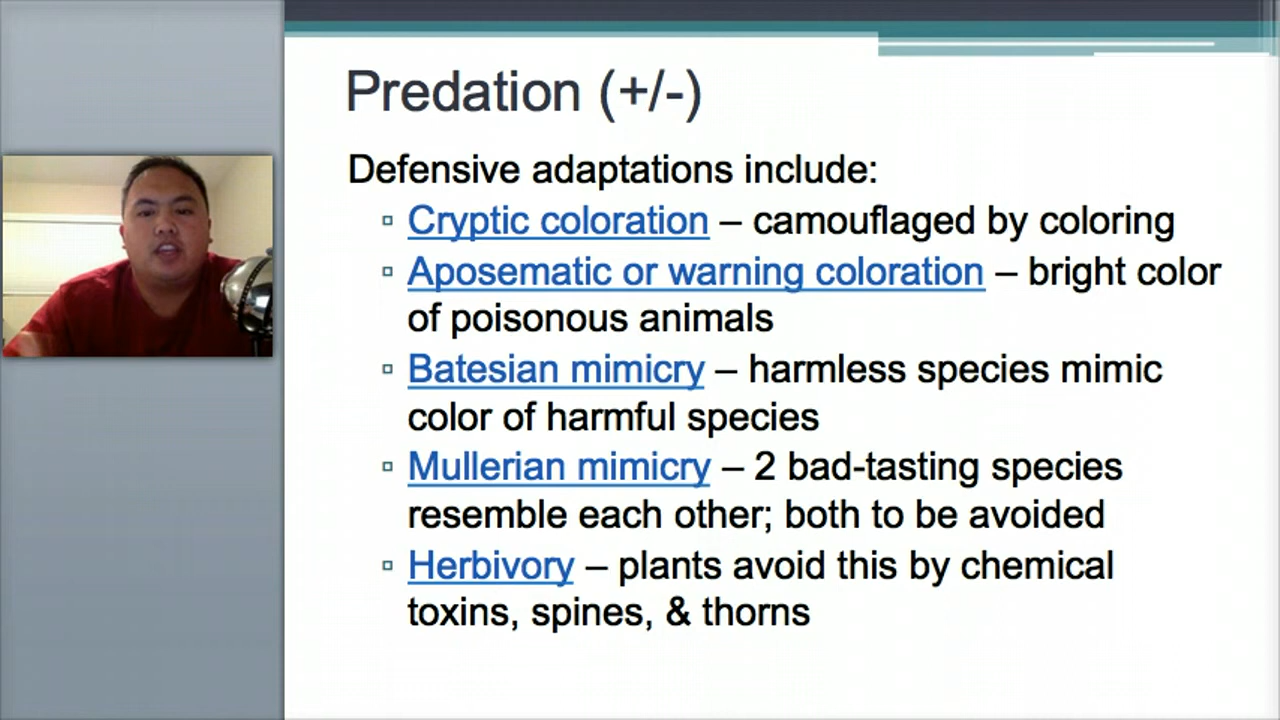 Predation (+/-)
Defensive adaptations include:
▫ Cryptic coloration – camouflaged by coloring
▫ Aposematic or warning coloration – bright color
of poisonous animals
▫ Batesian mimicry – harmless species mimic
color of harmful species
▫ Mullerian mimicry – 2 bad-tasting species
resemble each other; both to be avoided
▫ Herbivory – plants avoid this by chemical
toxins, spines, & thorns